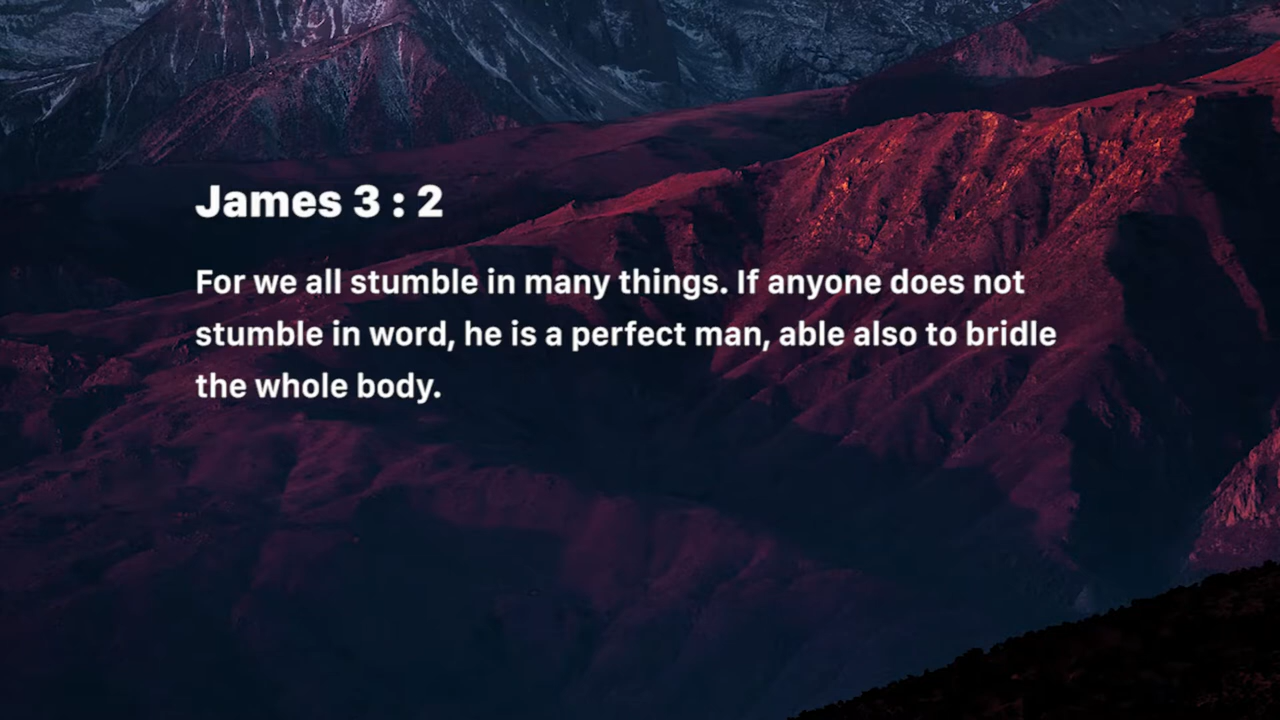 James 3 : 2
For we all stumble in many things. If anyone does not
stumble in word, he is a perfect man, able also to bridle
the whole body.